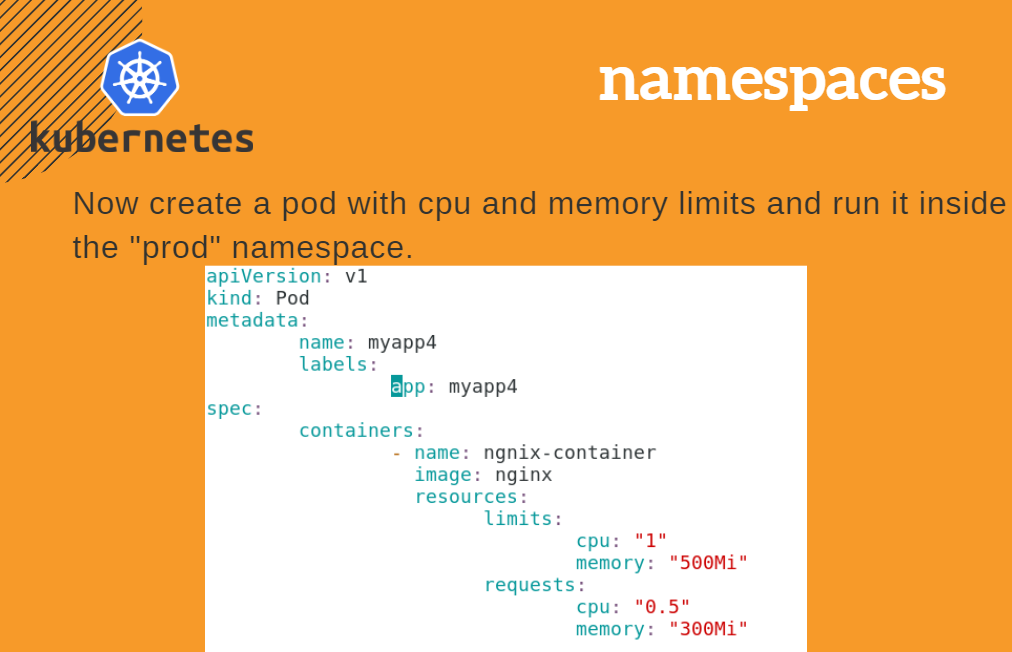 kubernetes
namespaces
Now create a pod with cpu and memory limits and run it inside
the "prod" namespace.
apiVersion: v1
kind: Pod
metadata:
        name: myapp4
        labels:
                app: myapp4
spec:
        containers:
                - name: ngnix-container
                  image: nginx
                  resources:
                        limits:
                                cpu: "1"
                                memory: "500Mi"
                        requests:
                                cpu: "0.5"
                                memory: "300Mi"